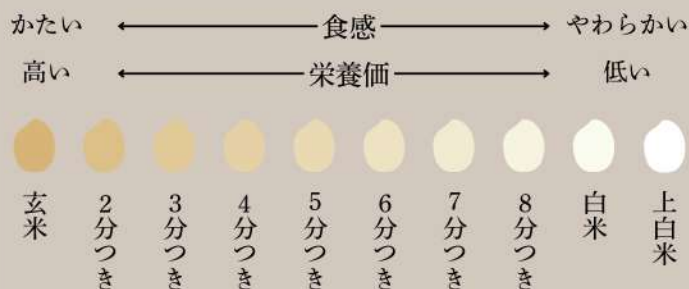 かたい 食感 やわらかい
高い 栄養価 低い
玄米
2分つき
3分つき
4分つき
5分つき
6分つき
7分つき
8分つき
白米
上白米